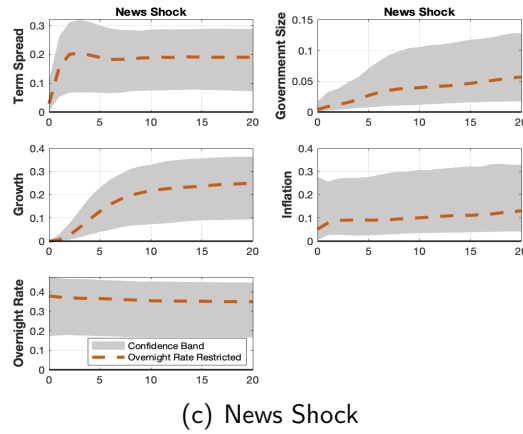 News Shock
Term Spread
0.3
0.2
0.1
0
0 5 10 15 20
News Shock
Governmennt Size
0.1
0.05
0
0 5 10 15 20
Growth
0.4
0.3
0.2
0.1
0
0 5 10 15 20
Inflation
0.4
0.3
0.2
0.1
0
0 5 10 15 20
Overnight Rate
0.4
0.3
0.2
0.1
0
0 5 10 15 20
Confidence Band
Overnight Rate Restricted
(c) News Shock